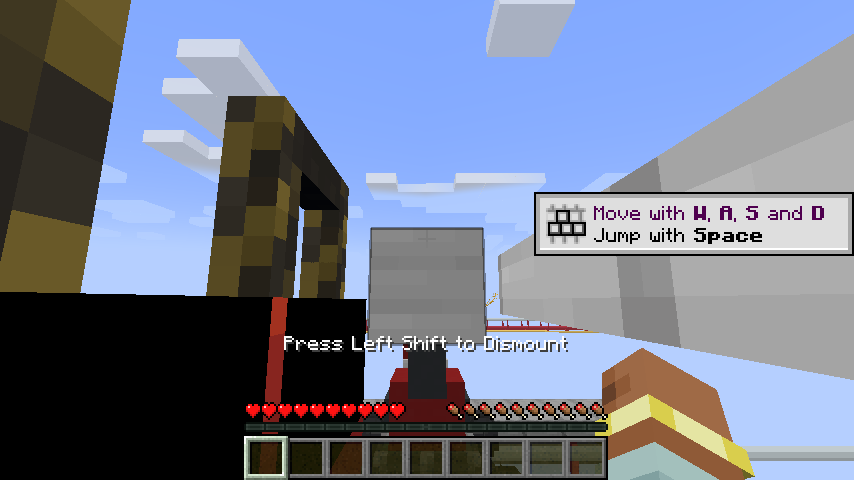 Move with W, A, S and D
Jump with Space
Press Left Shift to Dismount